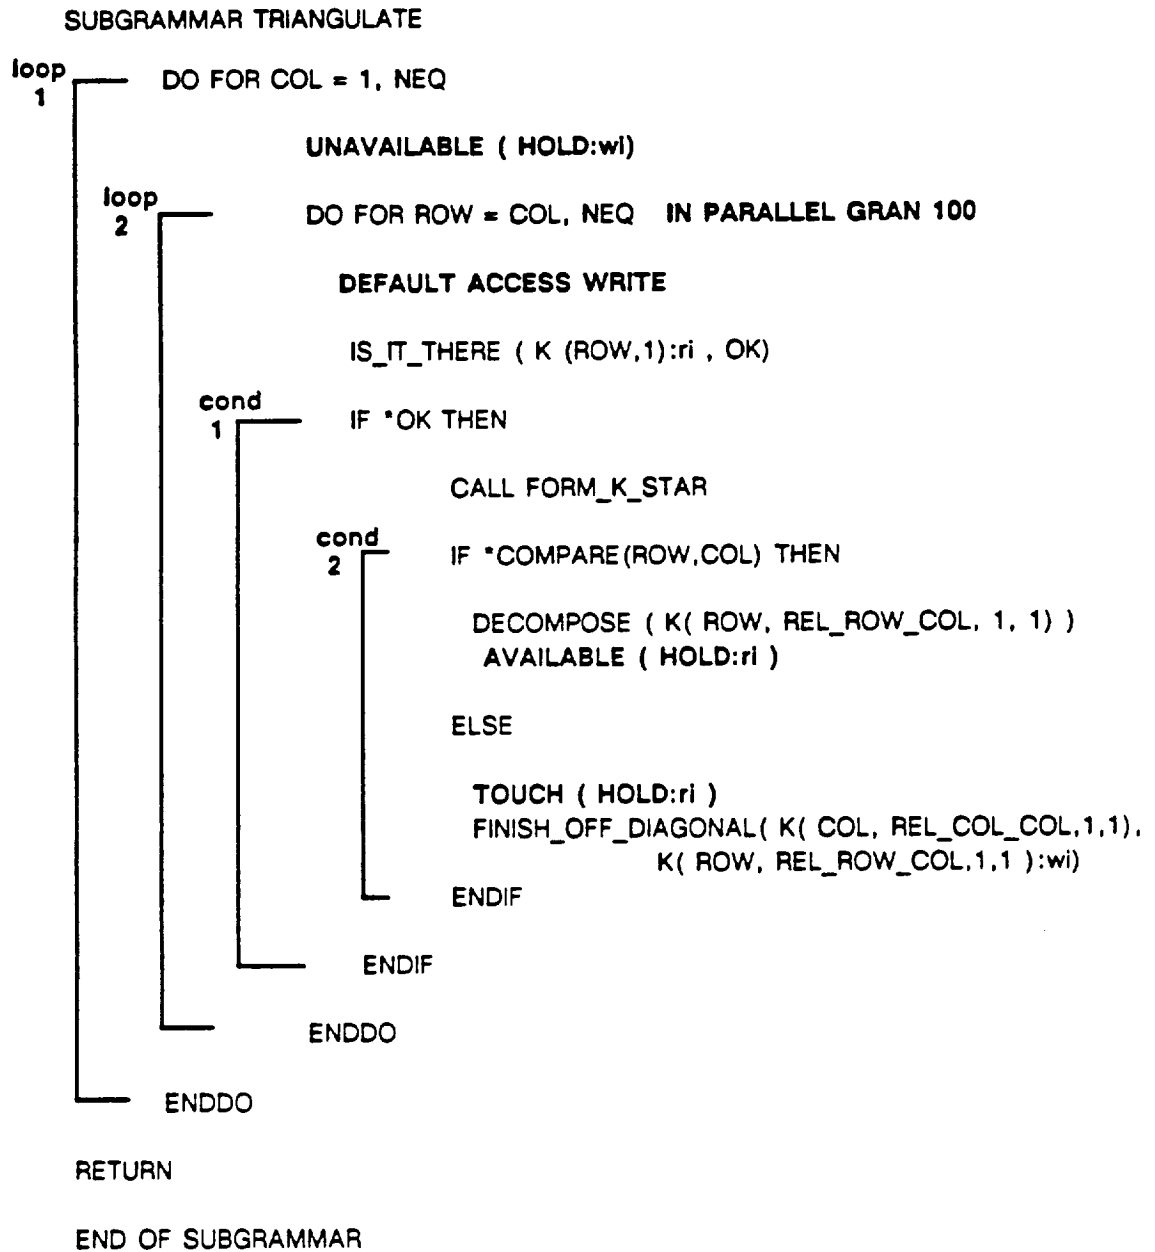 SUBGRAMMAR TRIANGULATE
loop 1 DO FOR COL = 1, NEQ
UNAVAILABLE ( HOLD:wi)
loop 2 DO FOR ROW = COL, NEQ IN PARALLEL GRAN 100
DEFAULT ACCESS WRITE
IS_IT_THERE ( K (ROW,1):ri , OK)
cond 1 IF *OK THEN
CALL FORM_K_STAR
cond 2 IF *COMPARE(ROW,COL) THEN
DECOMPOSE ( K( ROW, REL_ROW_COL, 1, 1) )
AVAILABLE ( HOLD:ri )
ELSE
TOUCH ( HOLD:ri )
FINISH_OFF_DIAGONAL( K( COL, REL_COL_COL,1,1),
K( ROW, REL_ROW_COL,1,1 ):wi)
ENDIF
ENDIF
ENDDO
ENDDO
RETURN
END OF SUBGRAMMAR